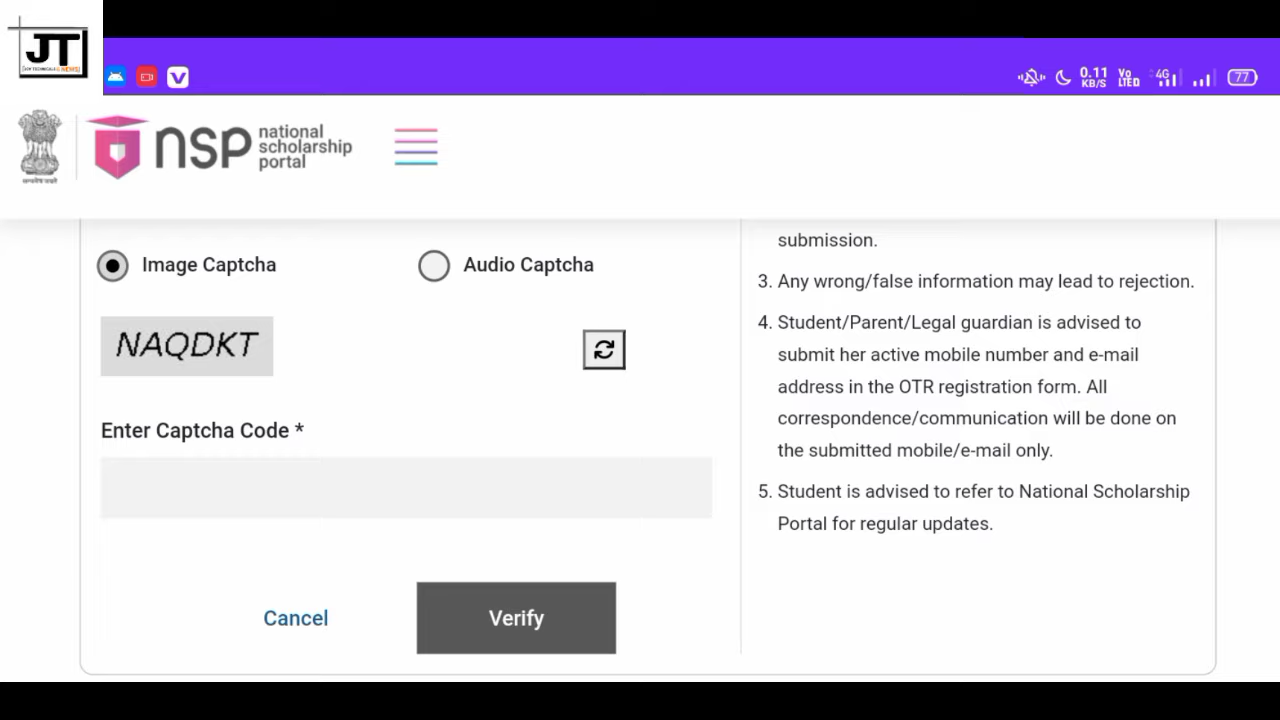 JT
0.11
KB/S
Vo
LTED
4G
77
nsp
national
scholarship
portal
सत्यमेव जयते
Image Captcha
Audio Captcha
NAQDKT
Enter Captcha Code *
Cancel
Verify
submission.
3. Any wrong/false information may lead to rejection.
4. Student/Parent/Legal guardian is advised to
submit her active mobile number and e-mail
address in the OTR registration form. All
correspondence/communication will be done on
the submitted mobile/e-mail only.
5. Student is advised to refer to National Scholarship
Portal for regular updates.